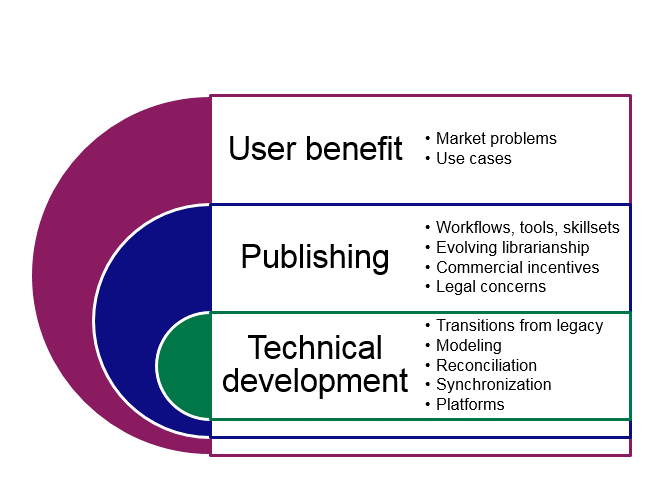 User benefit
• Market problems
• Use cases
Publishing
• Workflows, tools, skillsets
• Evolving librarianship
• Commercial incentives
• Legal concerns
Technical
development
• Transitions from legacy
• Modeling
• Reconciliation
• Synchronization
• Platforms